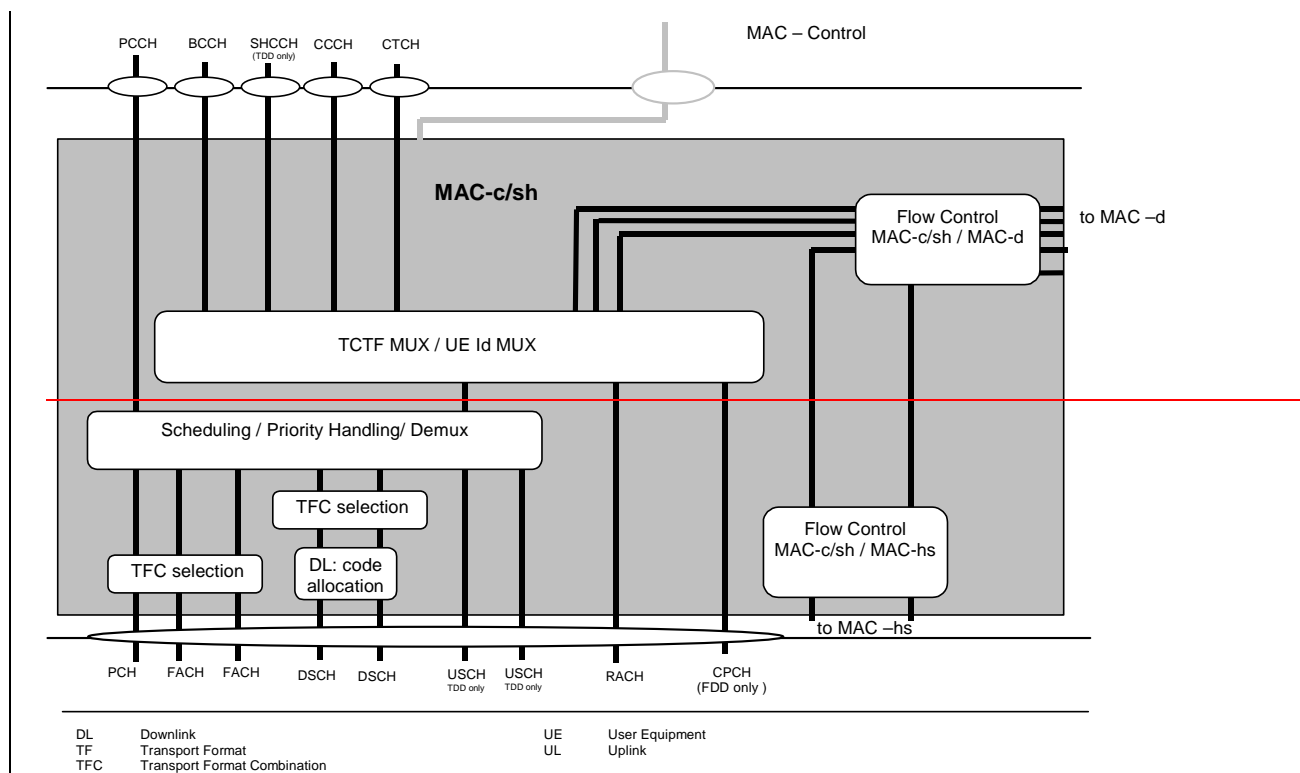 MAC – Control
PCCH BCCH SHCCH CCCH CTCH
(TDD only)
MAC-c/sh
Flow Control
MAC-c/sh / MAC-d
to MAC –d
TCTF MUX / UE Id MUX
Scheduling / Priority Handling/ Demux
TFC selection
Flow Control
MAC-c/sh / MAC-hs
TFC selection
DL: code
allocation
to MAC –hs
PCH FACH FACH DSCH DSCH USCH USCH RACH CPCH
TDD only TDD only (FDD only )
DL Downlink UE User Equipment
TF Transport Format UL Uplink
TFC Transport Format Combination